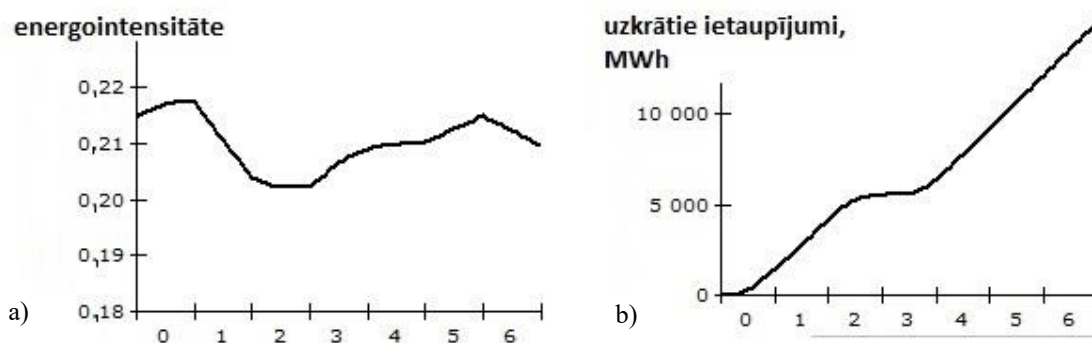 energointensitāte
0,22
0,21
0,20
0,19
0,18
0 1 2 3 4 5 6
a)
uzkrātie ietaupījumi,
MWh
10 000
5 000
0
0 1 2 3 4 5 6
b)